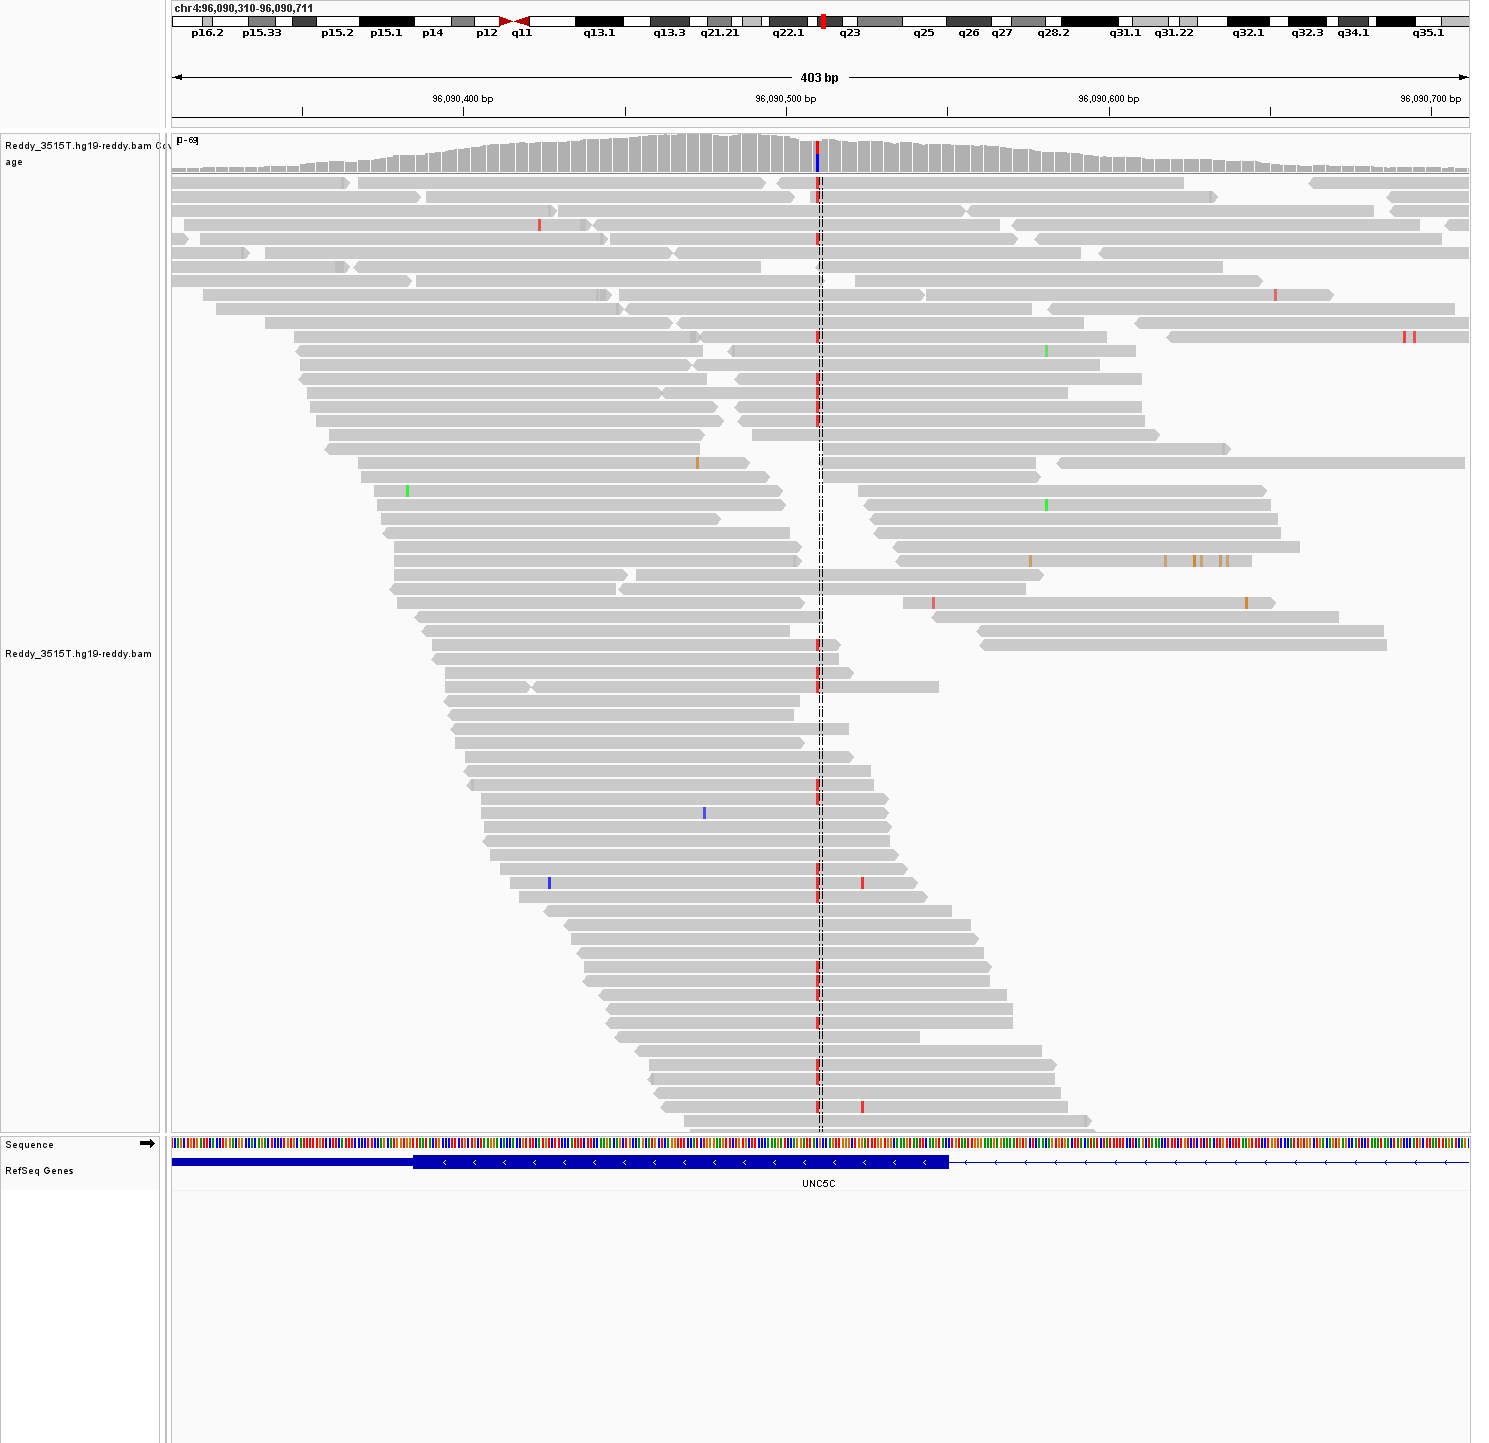 chr4:96,090,310-96,090,711
p16.2 p15.33 p15.2 p15.1 p14 p12 q11 q13.1 q13.3 q21.21 q22.1 q23 q25 q26 q27 q28.2 q31.1 q31.22 q32.1 q32.3 q34.1 q35.1
403 bp
96,090,400 bp 96,090,500 bp 96,090,600 bp 96,090,700 bp
[0-69]
Reddy_3515T.hg19-reddy.bam Cov
age
Reddy_3515T.hg19-reddy.bam
Sequence
RefSeq Genes
UNC5C